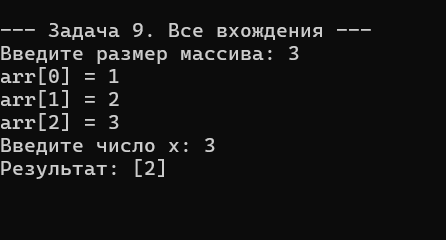 --- Задача 9. Все вхождения ---
Введите размер массива: 3
arr[0] = 1
arr[1] = 2
arr[2] = 3
Введите число x: 3
Результат: [2]